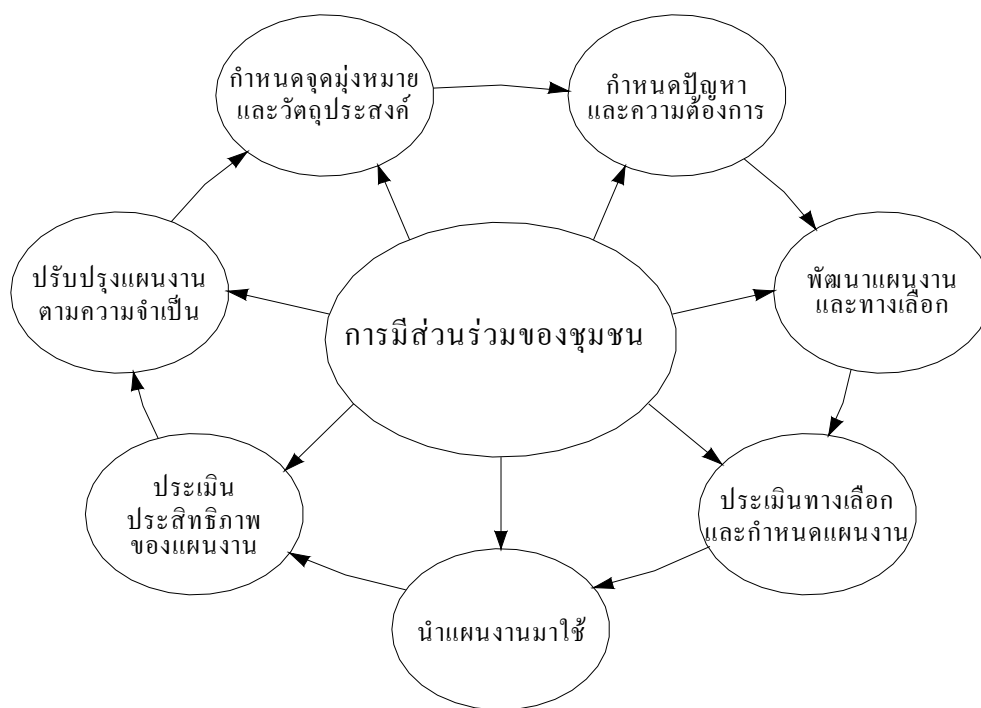 กำหนดจุดมุ่งหมาย
และวัตถุประสงค์
กำหนดปัญหา
และความต้องการ
ปรับปรุงแผนงาน
ตามความจำเป็น
พัฒนาแผนงาน
และทางเลือก
การมีส่วนร่วมของชุมชน
ประเมิน
ประสิทธิภาพ
ของแผนงาน
ประเมินทางเลือก
และกำหนดแผนงาน
นำแผนงานมาใช้